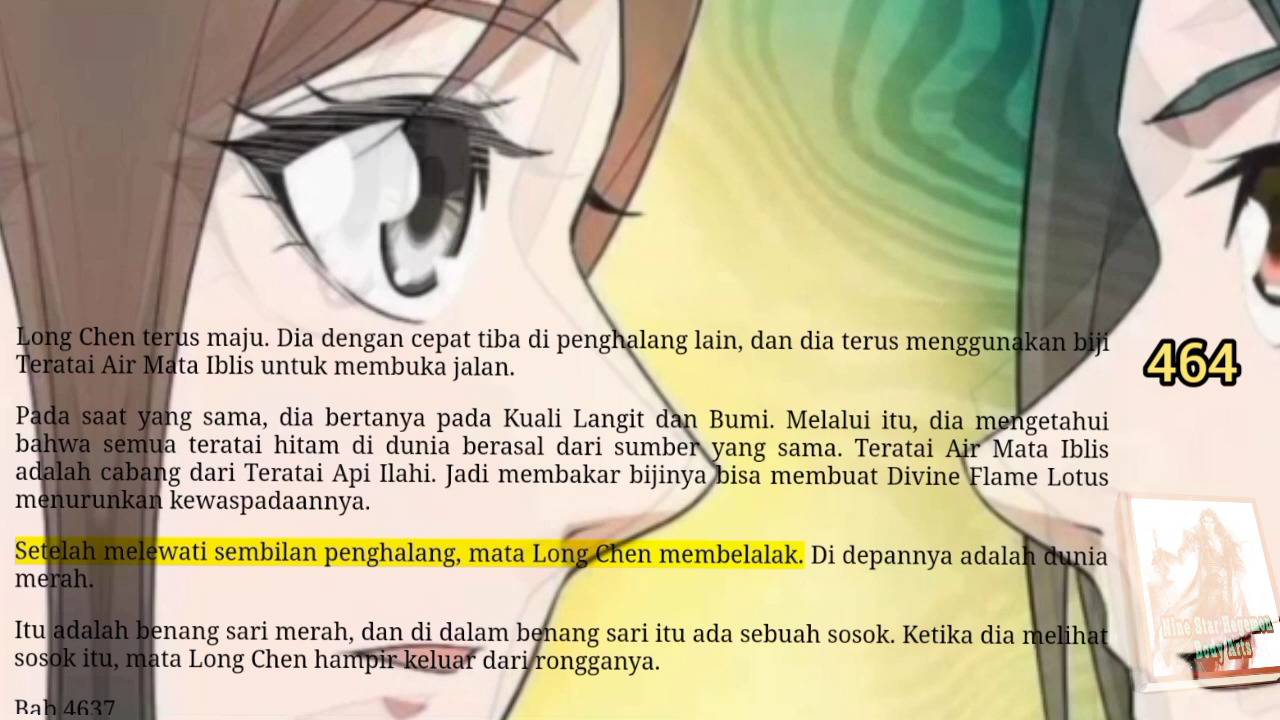 Long Chen terus maju. Dia dengan cepat tiba di penghalang lain, dan dia terus menggunakan biji
Teratai Air Mata Iblis untuk membuka jalan.
Pada saat yang sama, dia bertanya pada Kuali Langit dan Bumi. Melalui itu, dia mengetahui
bahwa semua teratai hitam di dunia berasal dari sumber yang sama. Teratai Air Mata Iblis
adalah cabang dari Teratai Api Ilahi. Jadi membakar bijinya bisa membuat Divine Flame Lotus
menurunkan kewaspadaannya.
Setelah melewati sembilan penghalang, mata Long Chen membelalak. Di depannya adalah dunia
merah.
Itu adalah benang sari merah, dan di dalam benang sari itu ada sebuah sosok. Ketika dia melihat
sosok itu, mata Long Chen hampir keluar dari rongganya.
Bab 4637
464
Nine Star Hegemon
Body Arts